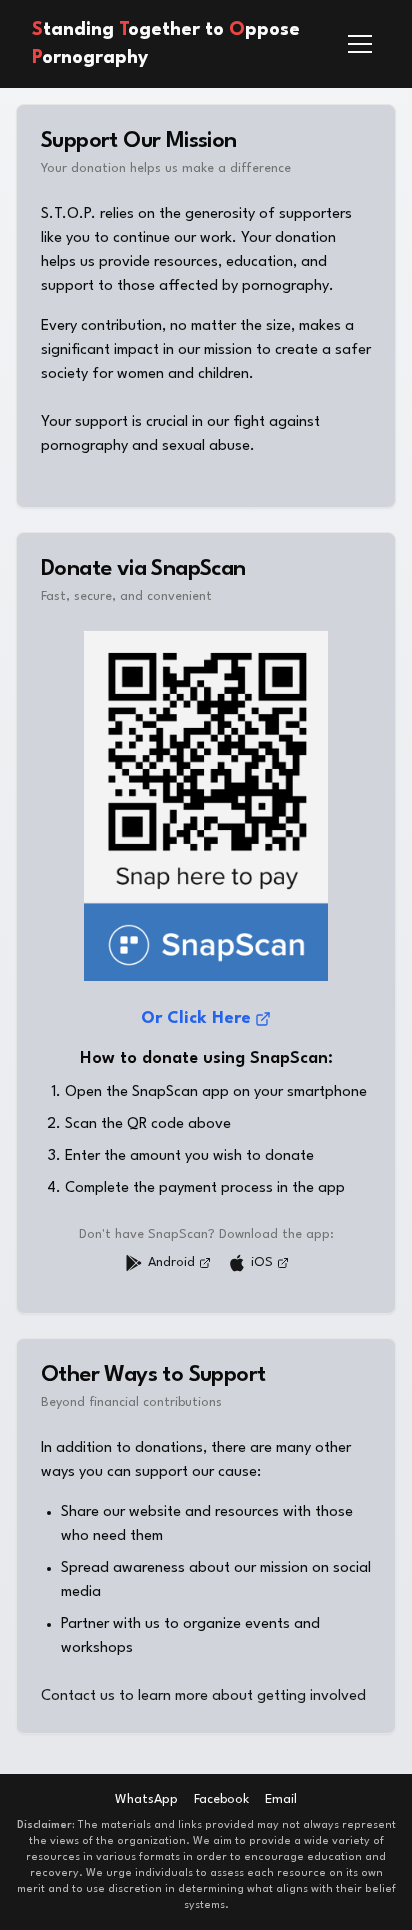 Standing Together to Oppose
Pornography
Support Our Mission
Your donation helps us make a difference
S.T.O.P. relies on the generosity of supporters
like you to continue our work. Your donation
helps us provide resources, education, and
support to those affected by pornography.
Every contribution, no matter the size, makes a
significant impact in our mission to create a safer
society for women and children.
Your support is crucial in our fight against
pornography and sexual abuse.
Donate via SnapScan
Fast, secure, and convenient
Snap here to pay
SnapScan
Or Click Here
How to donate using SnapScan:
1. Open the SnapScan app on your smartphone
2. Scan the QR code above
3. Enter the amount you wish to donate
4. Complete the payment process in the app
Don't have SnapScan? Download the app:
Android iOS
Other Ways to Support
Beyond financial contributions
In addition to donations, there are many other
ways you can support our cause:
• Share our website and resources with those
who need them
• Spread awareness about our mission on social
media
• Partner with us to organize events and
workshops
Contact us to learn more about getting involved
WhatsApp Facebook Email
Disclaimer: The materials and links provided may not always represent
the views of the organization. We aim to provide a wide variety of
resources in various formats in order to encourage education and
recovery. We urge individuals to assess each resource on its own
merit and to use discretion in determining what aligns with their belief
systems.